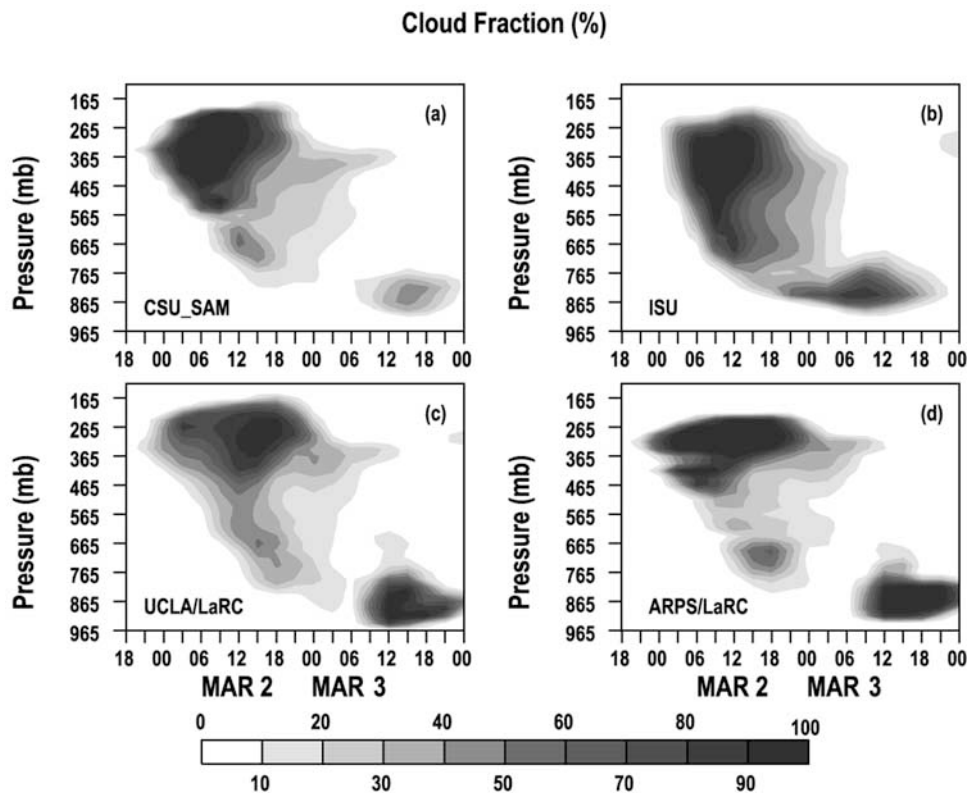 Cloud Fraction (%)
165
265
365
465
565
665
765
865
965
Pressure (mb)
(a)
CSU_SAM
18 00 06 12 18 00 06 12 18 00
165
265
365
465
565
665
765
865
965
Pressure (mb)
(b)
ISU
18 00 06 12 18 00 06 12 18 00
165
265
365
465
565
665
765
865
965
Pressure (mb)
(c)
UCLA/LaRC
18 00 06 12 18 00 06 12 18 00
MAR 2 MAR 3
165
265
365
465
565
665
765
865
965
Pressure (mb)
(d)
ARPS/LaRC
18 00 06 12 18 00 06 12 18 00
MAR 2 MAR 3
0 20 40 60 80 100
10 30 50 70 90